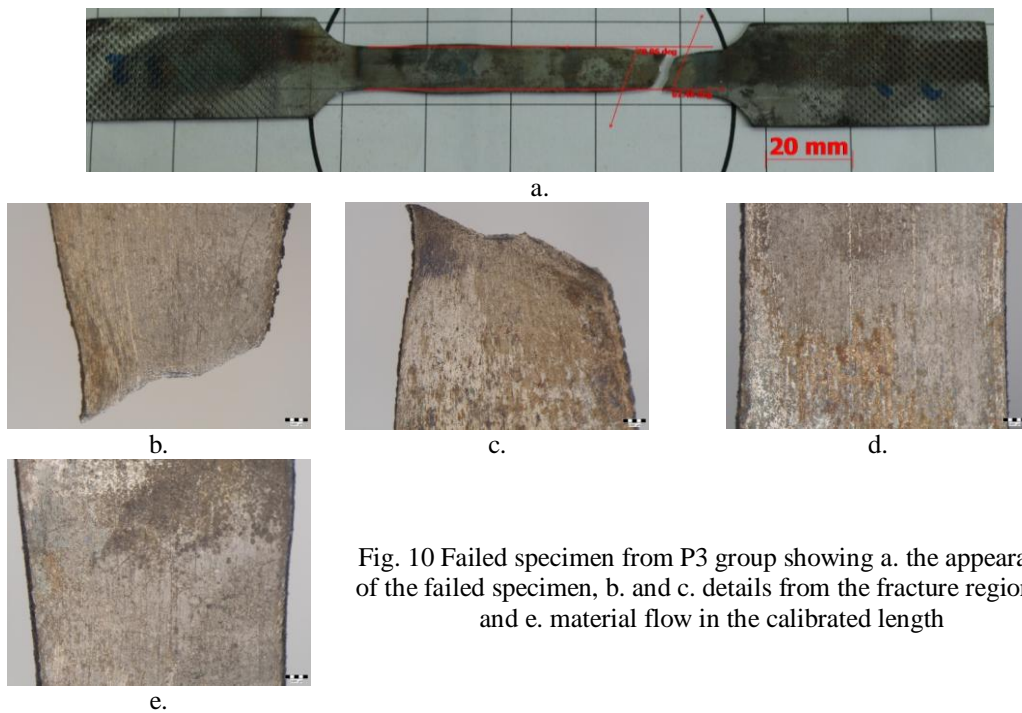 20 mm
a.
b.
c.
d.
Fig. 10 Failed specimen from P3 group showing a. the appeara
of the failed specimen, b. and c. details from the fracture region
and e. material flow in the calibrated length
e.